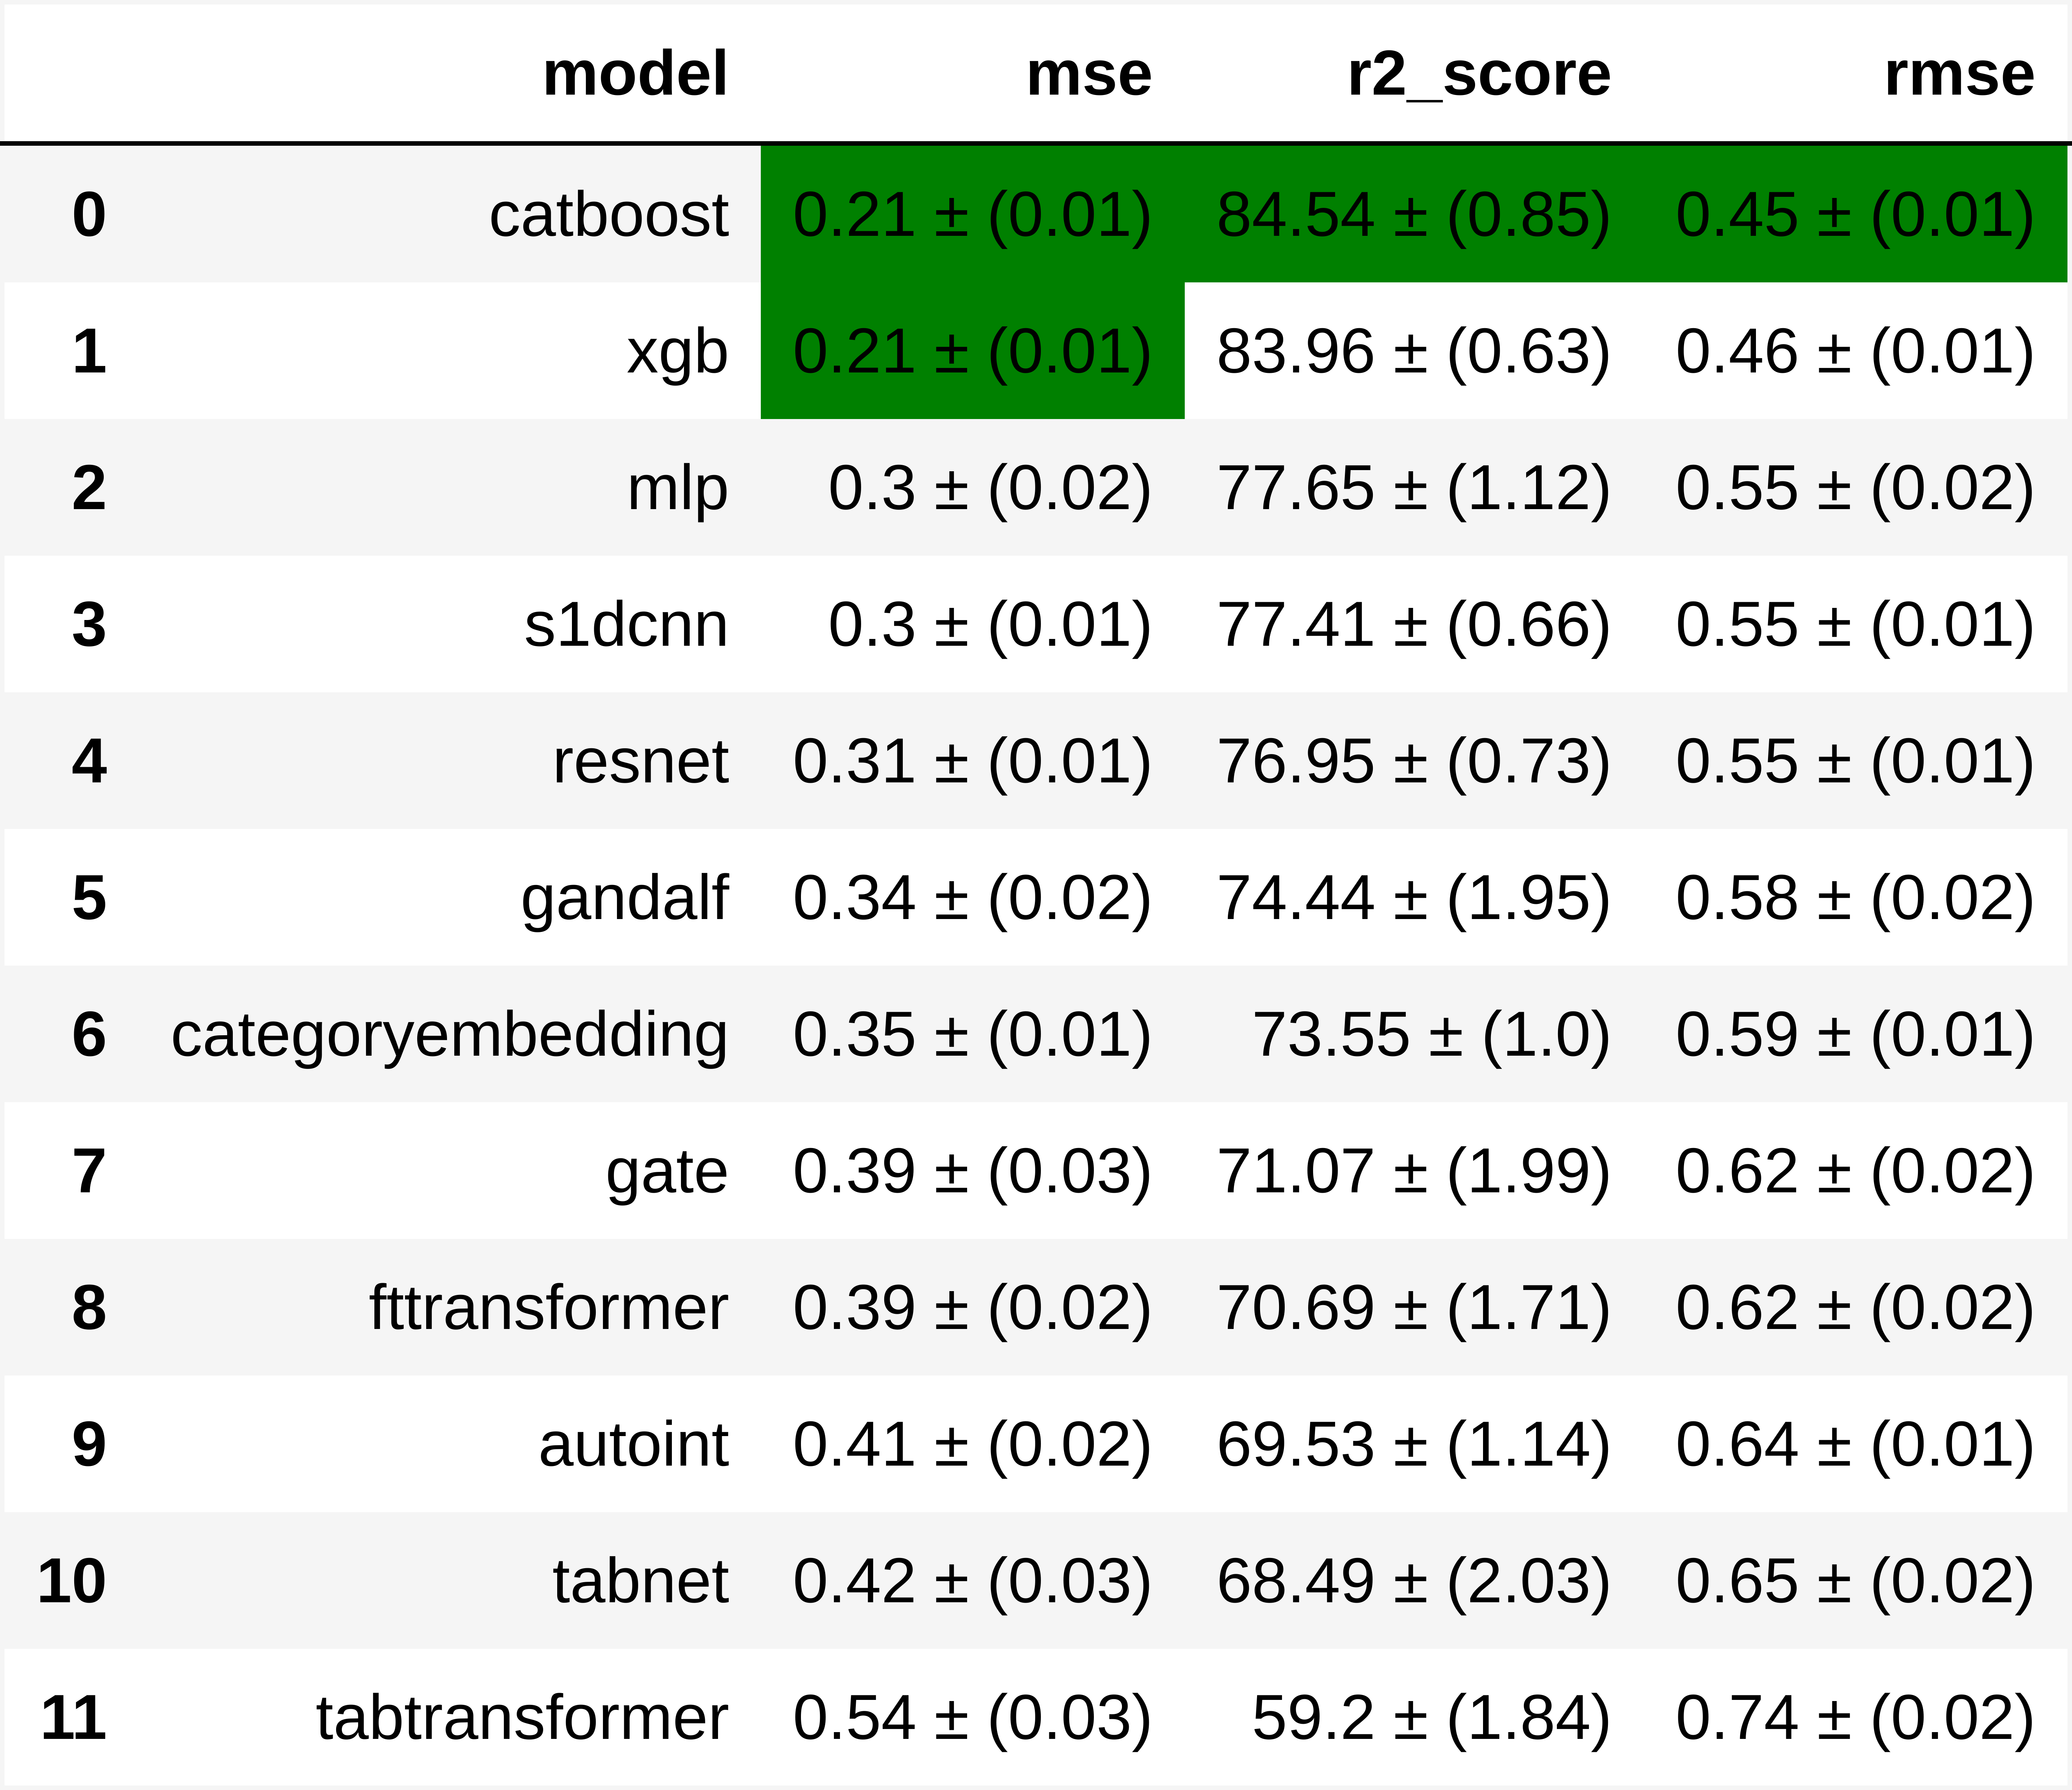 model mse r2_score rmse
0 catboost 0.21 ± (0.01) 84.54 ± (0.85) 0.45 ± (0.01)
1 xgb 0.21 ± (0.01) 83.96 ± (0.63) 0.46 ± (0.01)
2 mlp 0.3 ± (0.02) 77.65 ± (1.12) 0.55 ± (0.02)
3 s1dcnn 0.3 ± (0.01) 77.41 ± (0.66) 0.55 ± (0.01)
4 resnet 0.31 ± (0.01) 76.95 ± (0.73) 0.55 ± (0.01)
5 gandalf 0.34 ± (0.02) 74.44 ± (1.95) 0.58 ± (0.02)
6 categoryembedding 0.35 ± (0.01) 73.55 ± (1.0) 0.59 ± (0.01)
7 gate 0.39 ± (0.03) 71.07 ± (1.99) 0.62 ± (0.02)
8 fttransformer 0.39 ± (0.02) 70.69 ± (1.71) 0.62 ± (0.02)
9 autoint 0.41 ± (0.02) 69.53 ± (1.14) 0.64 ± (0.01)
10 tabnet 0.42 ± (0.03) 68.49 ± (2.03) 0.65 ± (0.02)
11 tabtransformer 0.54 ± (0.03) 59.2 ± (1.84) 0.74 ± (0.02)